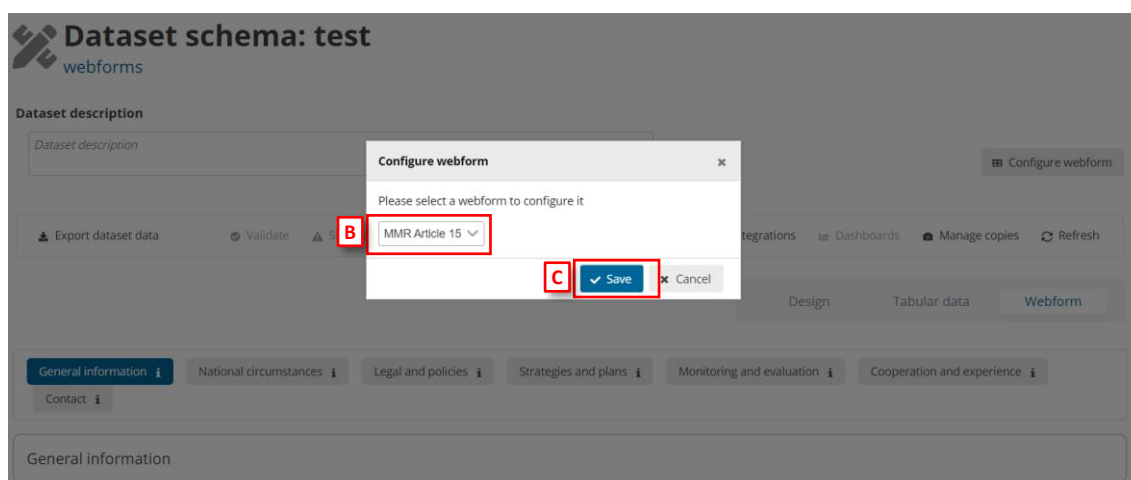 Dataset schema: test
webforms
Dataset description
Dataset description
Configure webform
Configure webform
Please select a webform to configure it
B
MMR Article 15
Export dataset data
Validate
Dashboards
Manage copies
Refresh
C
Save
Cancel
Design
Tabular data
Webform
General information i
National circumstances i
Legal and policies i
Strategies and plans i
Monitoring and evaluation i
Cooperation and experience i
Contact i
General information